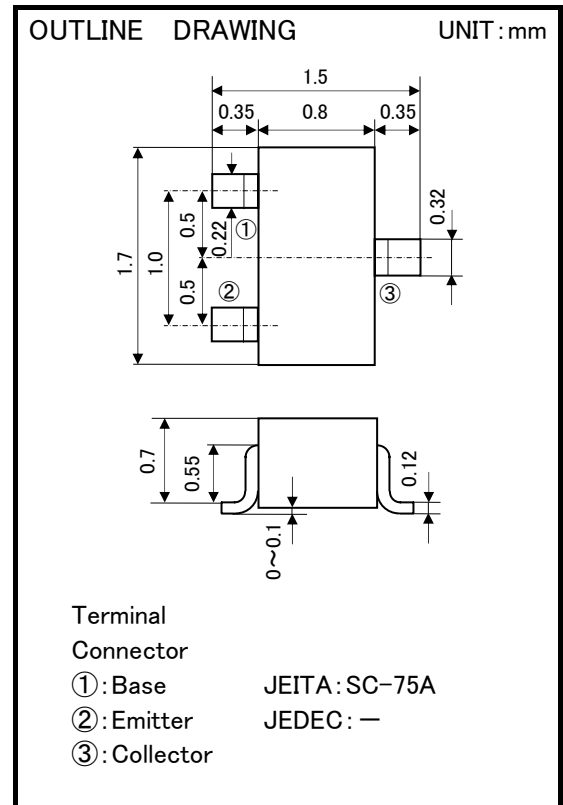 OUTLINE DRAWING UNIT:mm
1.5
0.35 0.8 0.35
0.32
0.5
0.22
①
1.7
1.0
0.5
②
③
0.7
0.55
0.12
0~0.1
Terminal
Connector
①:Base JEITA:SC-75A
②:Emitter JEDEC:－
③:Collector